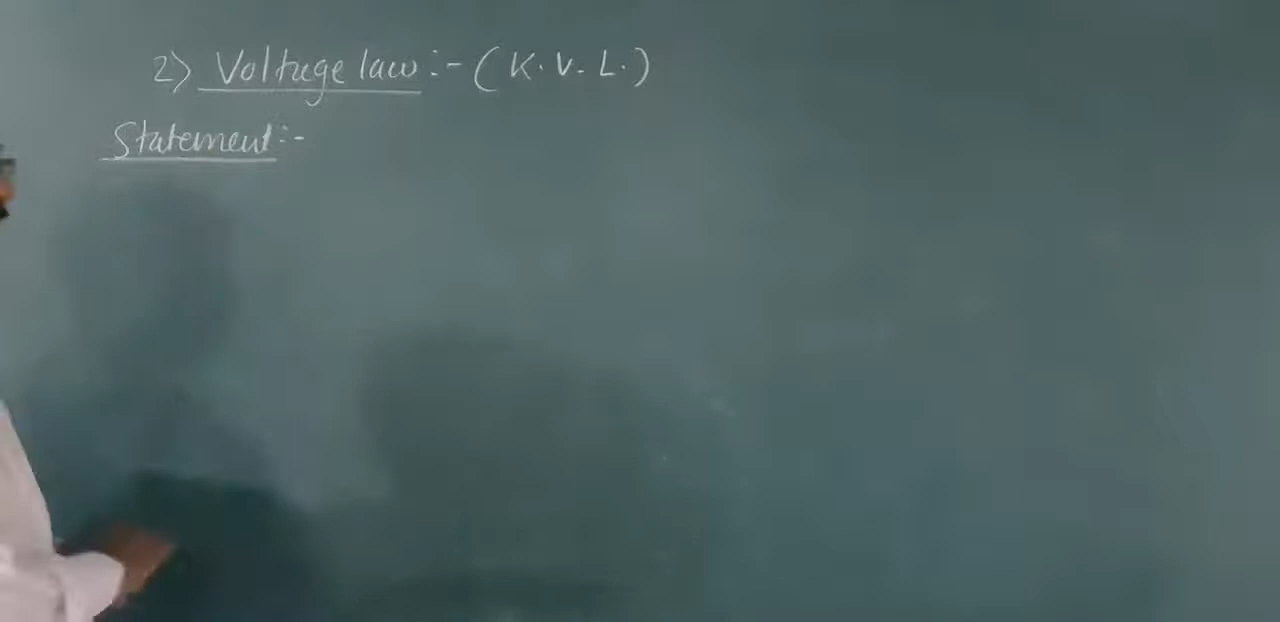 2) Voltage law :- (K.V.L.)
Statement :-